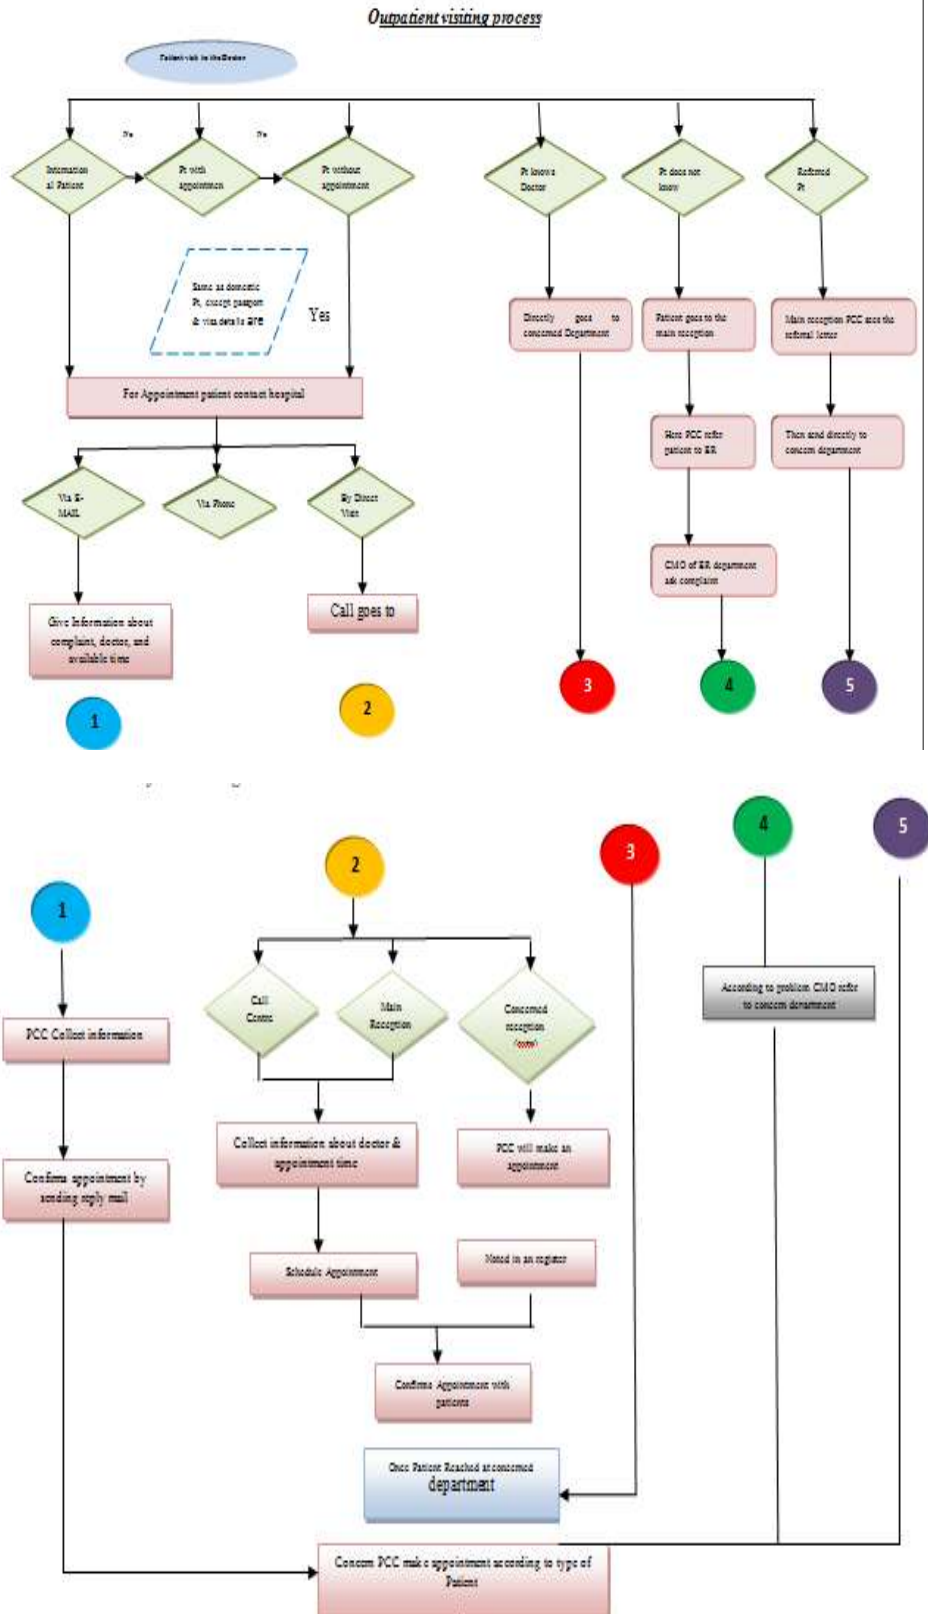 Outpatient visiting process
Patient visit to the Doctor
No
No
Internation
al Patient
Pt with
appointmen
Pt without
appointment
Pt knows
Doctor
Pt does not
know
Referred
Pt
Same as domestic
Pt, except passport
& visa details are
Yes
Directly goes to
concerned Department
Patient goes to the
main reception
Main reception PCC sees the
referral letter
For Appointment patient contact hospital
Here PCC refer
patient to ER
Then send directly to
concern department
Via E-
MAIL
Via Phone
By Direct
Visit
CMO of ER department
ask complaint
Give Information about
complaint, doctor, and
available time
Call goes to
1
2
3
4
5
1
2
3
4
5
Call
Centre
Main
Reception
Concerned
reception
According to problem CMO refer
to concern department
PCC Collect information
Collect information about doctor &
appointment time
PCC will make an
appointment
Confirms appointment by
sending reply mail
Schedule Appointment
Noted in an register
Confirms Appointment with
patients
Once Patient Reached at concerned
department
Concern PCC make appointment according to type of
Patient